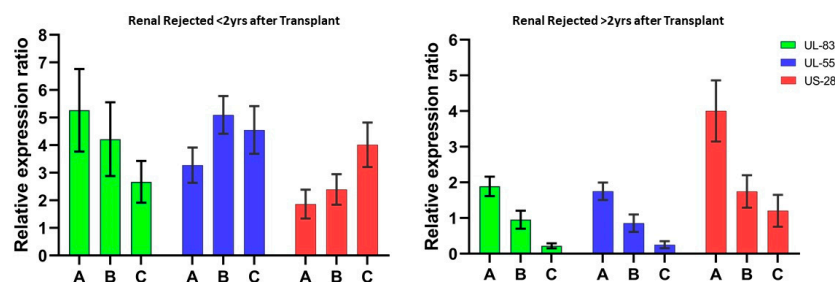 Renal Rejected <2yrs after Transplant
Relative expression ratio
8
7
6
5
4
3
2
1
0
A B C A B C A B C
Renal Rejected >2yrs after Transplant
Relative expression ratio
6
5
4
3
2
1
0
A B C A B C A B C
UL-83
UL-55
US-28